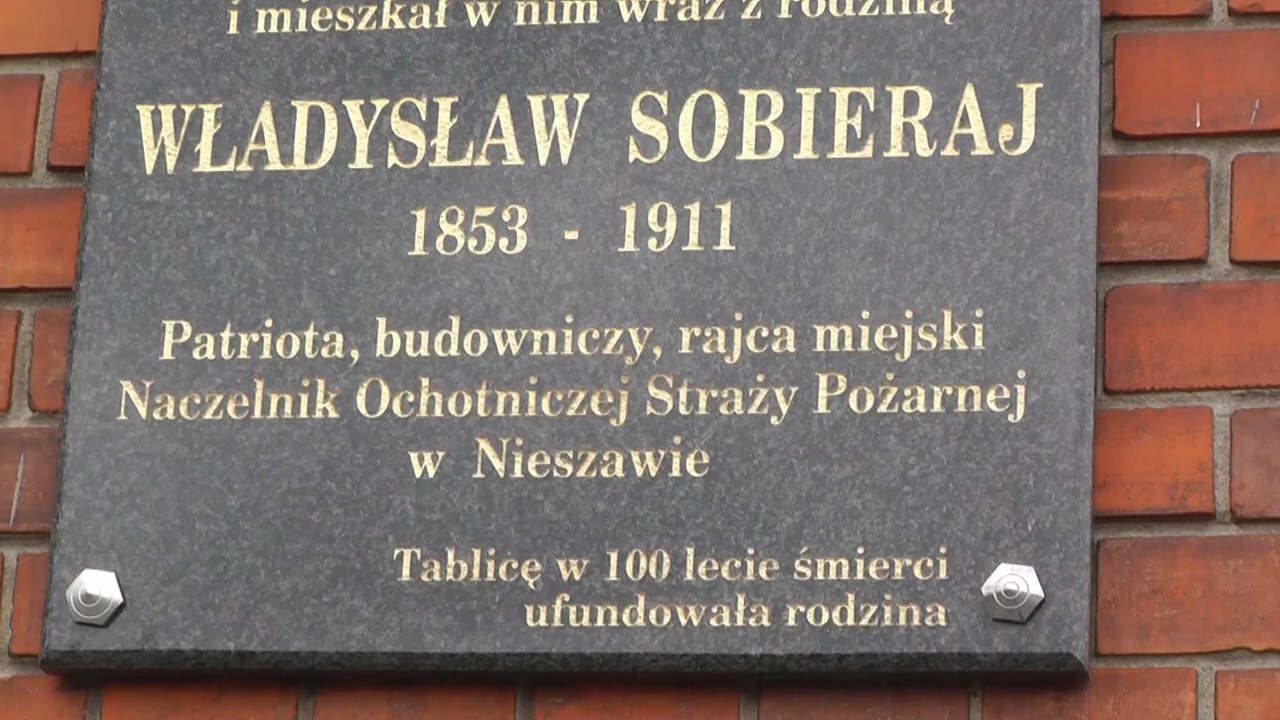 i mieszkał w nim wraz z rodziną
WŁADYSŁAW SOBIERAJ
1853 - 1911
Patriota, budowniczy, rajca miejski
Naczelnik Ochotniczej Straży Pożarnej
w Nieszawie
Tablicę w 100 lecie śmierci
ufundowała rodzina